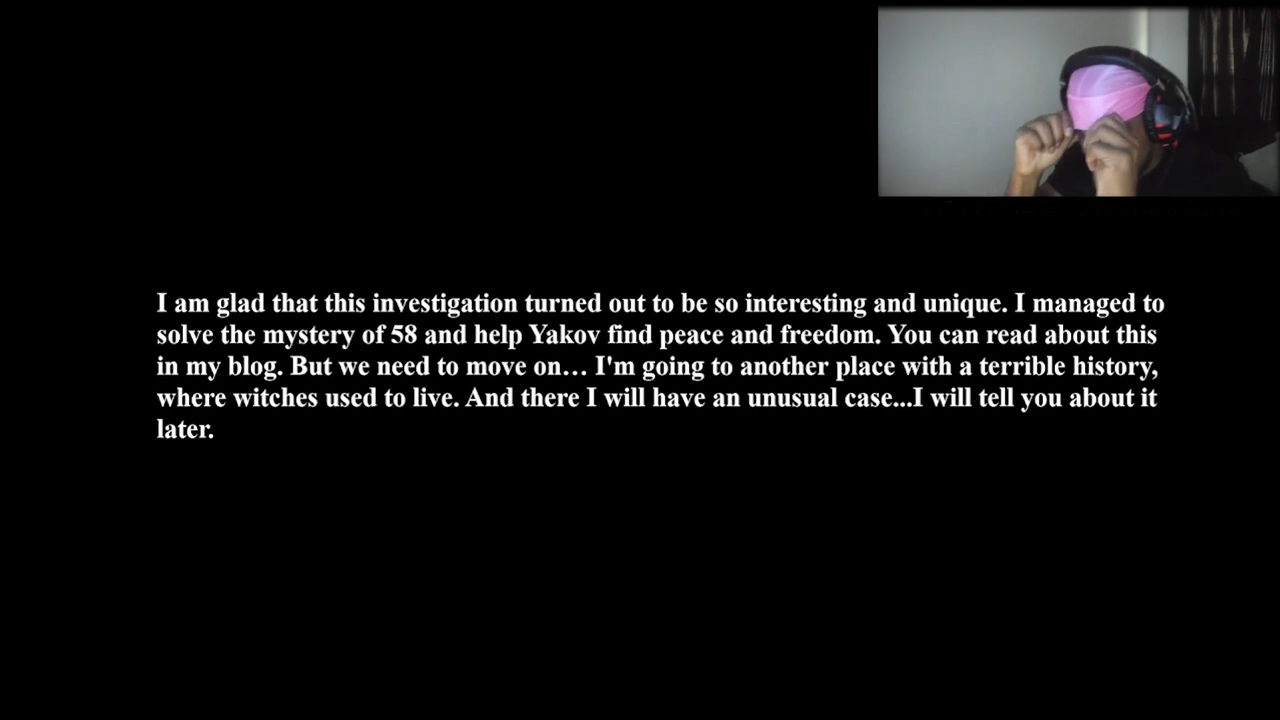 I am glad that this investigation turned out to be so interesting and unique. I managed to
solve the mystery of 58 and help Yakov find peace and freedom. You can read about this
in my blog. But we need to move on… I'm going to another place with a terrible history,
where witches used to live. And there I will have an unusual case...I will tell you about it
later.